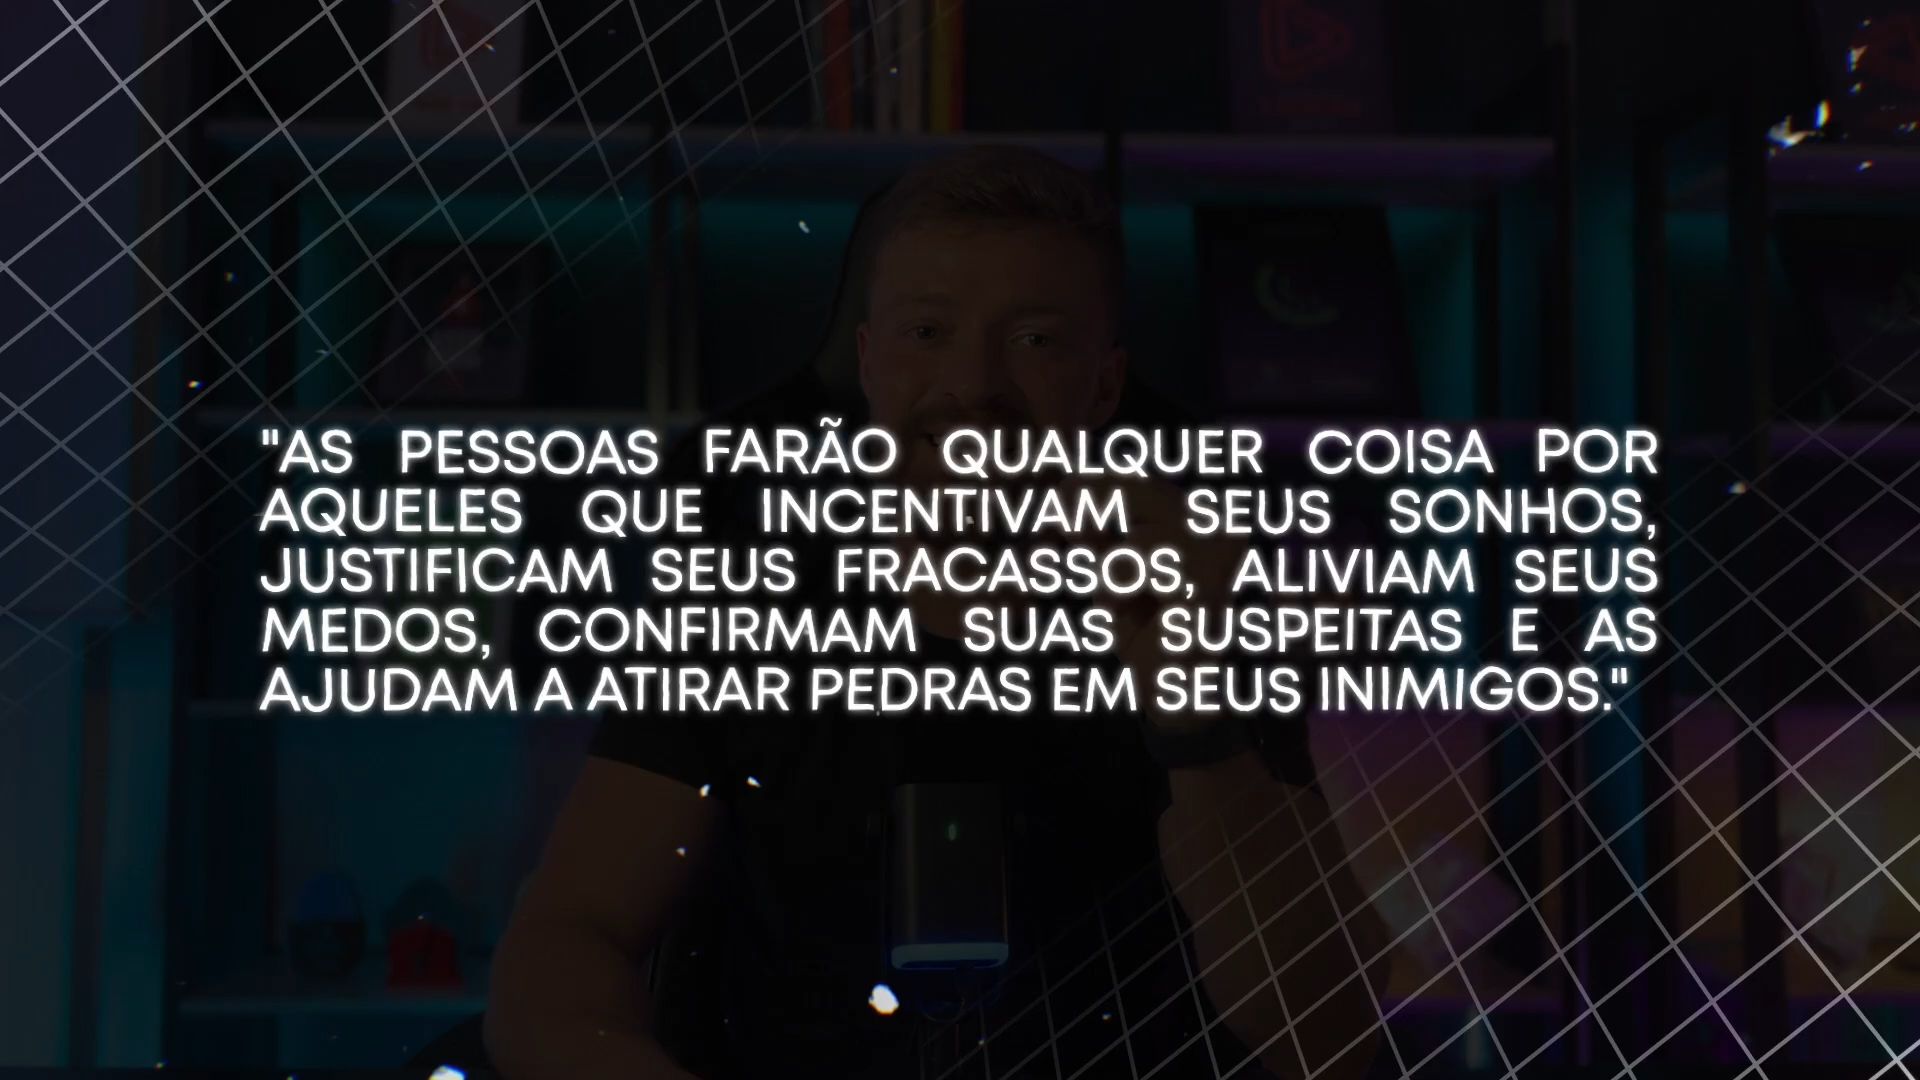 "AS PESSOAS FARÃO QUALQUER COISA POR
AQUELES QUE INCENTIVAM SEUS SONHOS,
JUSTIFICAM SEUS FRACASSOS, ALIVIAM SEUS
MEDOS, CONFIRMAM SUAS SUSPEITAS E AS
AJUDAM A ATIRAR PEDRAS EM SEUS INIMIGOS."